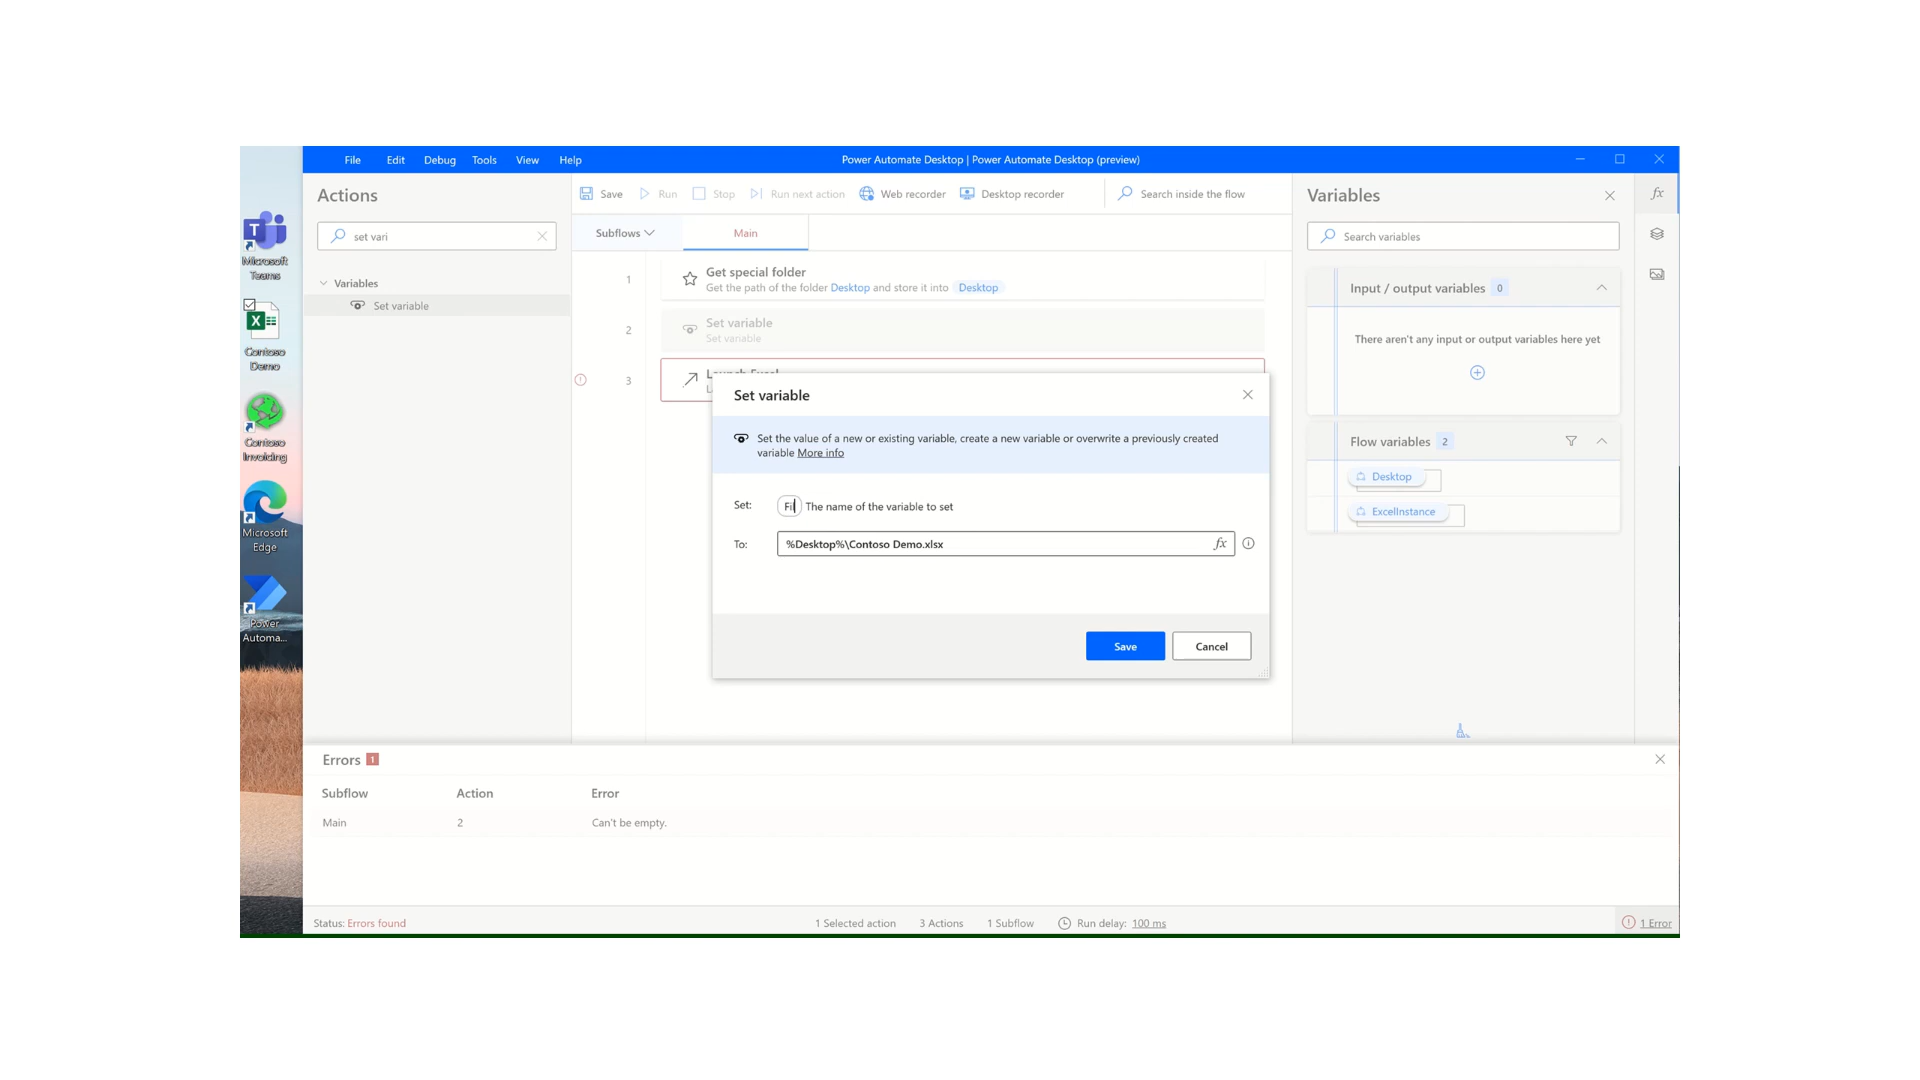 File Edit Debug Tools View Help
Power Automate Desktop | Power Automate Desktop (preview)
Microsoft
Teams
Contoso
Demo
Contoso
Invoicing
Microsoft
Edge
Power
Automa...
Actions
set vari
Variables
Set variable
Save Run Stop Run next action Web recorder Desktop recorder Search inside the flow
Subflows Main
1
Get special folder
Get the path of the folder Desktop and store it into Desktop
2
Set variable
Set variable
3
Launch Excel
Set variable
Set the value of a new or existing variable, create a new variable or overwrite a previously created
variable More info
Set: Fil The name of the variable to set
To: %Desktop%\Contoso Demo.xlsx fx
Save Cancel
Variables
fx
Search variables
Input / output variables 0
There aren't any input or output variables here yet
Flow variables 2
Desktop
ExcelInstance
Errors 1
Subflow Action Error
Main 2 Can't be empty.
Status: Errors found 1 Selected action 3 Actions 1 Subflow Run delay: 100 ms 1 Error